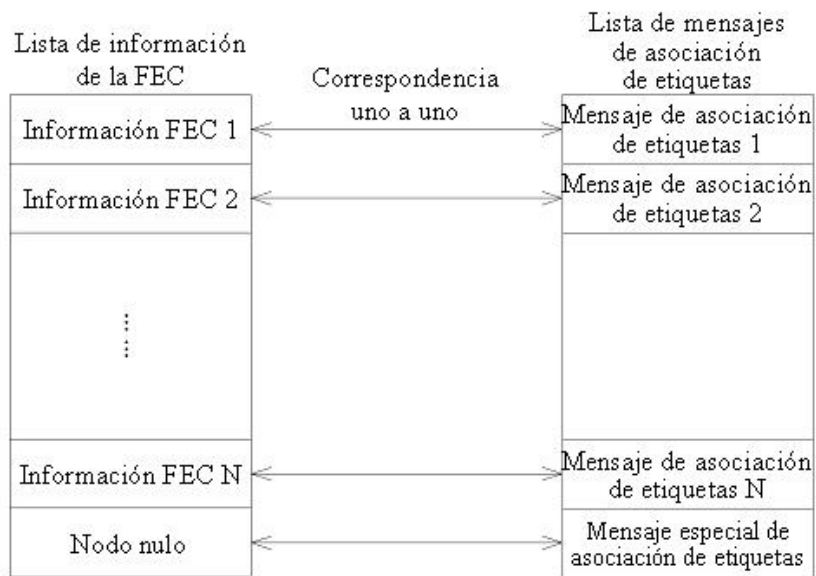 Lista de información
de la FEC
Correspondencia
uno a uno
Lista de mensajes
de asociación
de etiquetas
Información FEC 1
Mensaje de asociación
de etiquetas 1
Información FEC 2
Mensaje de asociación
de etiquetas 2
Información FEC N
Mensaje de asociación
de etiquetas N
Nodo nulo
Mensaje especial de
asociación de etiquetas